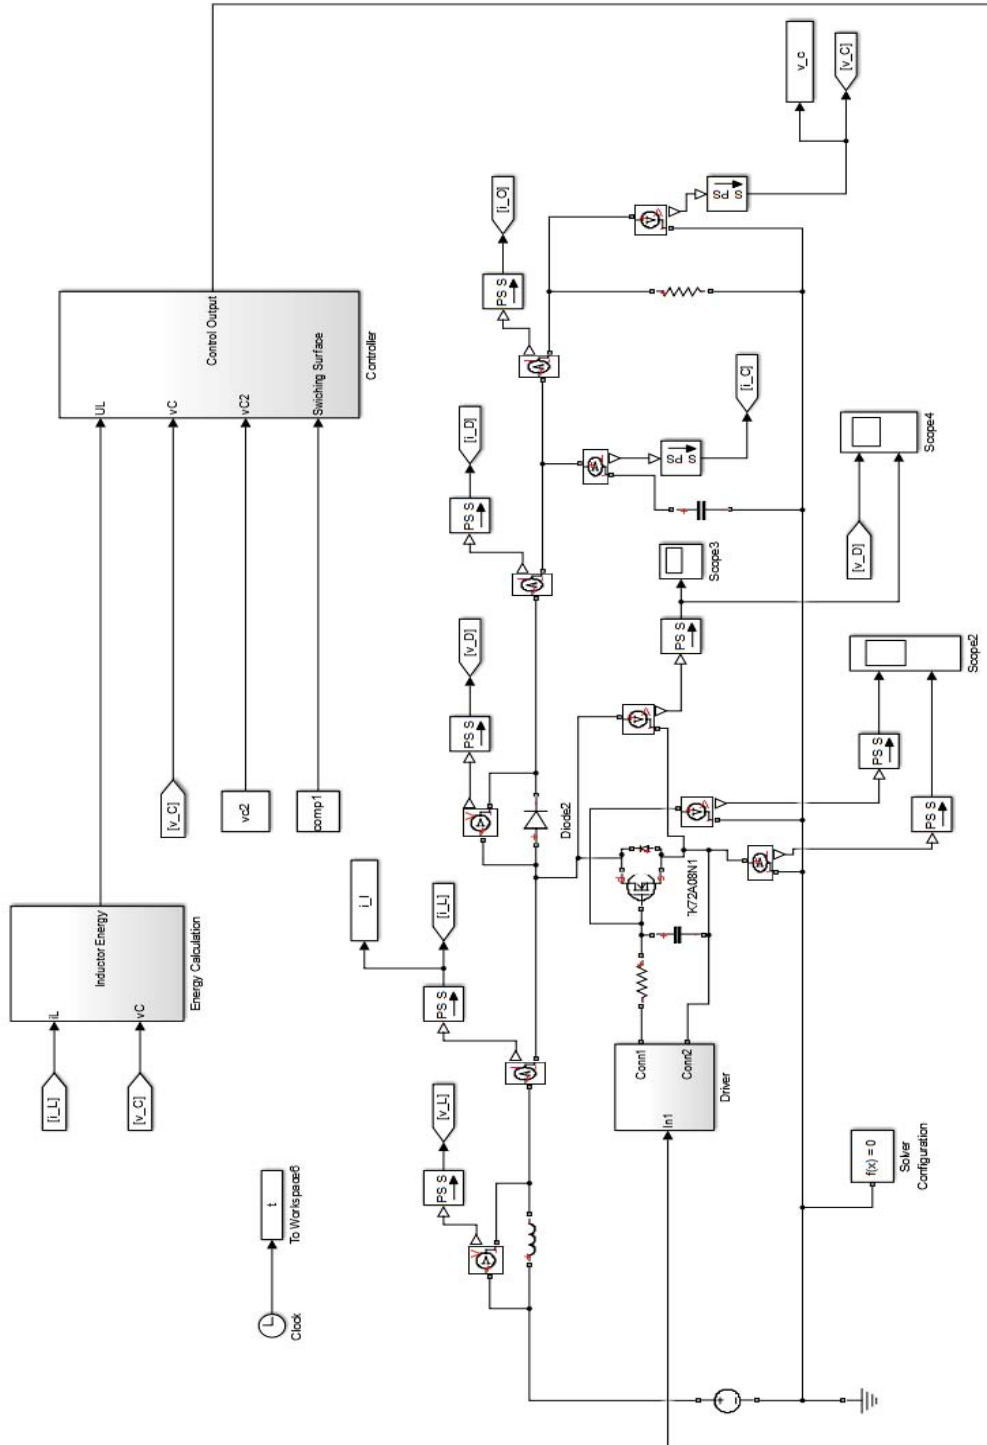 [i_L]
[v_C]
iL
vC
Inductor Energy
Energy Calculation
[v_C]
vc2
comp1
UL
vC
vC2
Swiching Surface
Control Output
Controller
Clock
t
To Workspace6
i_l
[v_L]
PS S
[i_L]
PS S
[v_D]
PS S
[i_D]
PS S
[i_O]
PS S
Diode2
In1
Conn1
Conn2
Driver
TK72A08N1
PS S
Scope3
PS S
[i_C]
PS S
v_c
[v_C]
PS S
PS S
Scope2
[v_D]
Scope4
f(x) = 0
Solver
Configuration